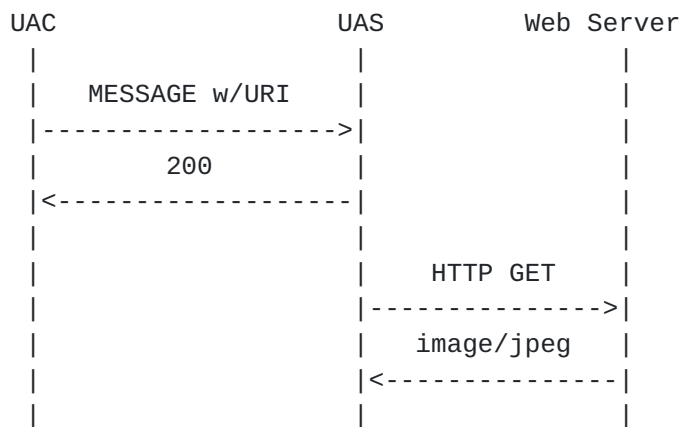 UAC                 UAS        Web Server
 |                   |               |
 |   MESSAGE w/URI   |               |
 |------------------>|               |
 |        200        |               |
 |<------------------|               |
 |                   |               |
 |                   |   HTTP GET    |
 |                   |-------------->|
 |                   |  image/jpeg   |
 |                   |<--------------|
 |                   |               |